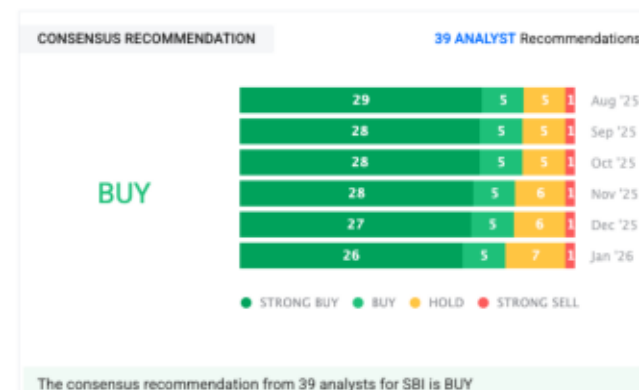 CONSENSUS RECOMMENDATION 39 ANALYST Recommendations
29 5 5 1 Aug '25
28 5 5 1 Sep '25
28 5 5 1 Oct '25
BUY 28 5 6 1 Nov '25
27 5 6 1 Dec '25
26 5 7 1 Jan '26
STRONG BUY BUY HOLD STRONG SELL
The consensus recommendation from 39 analysts for SBI is BUY